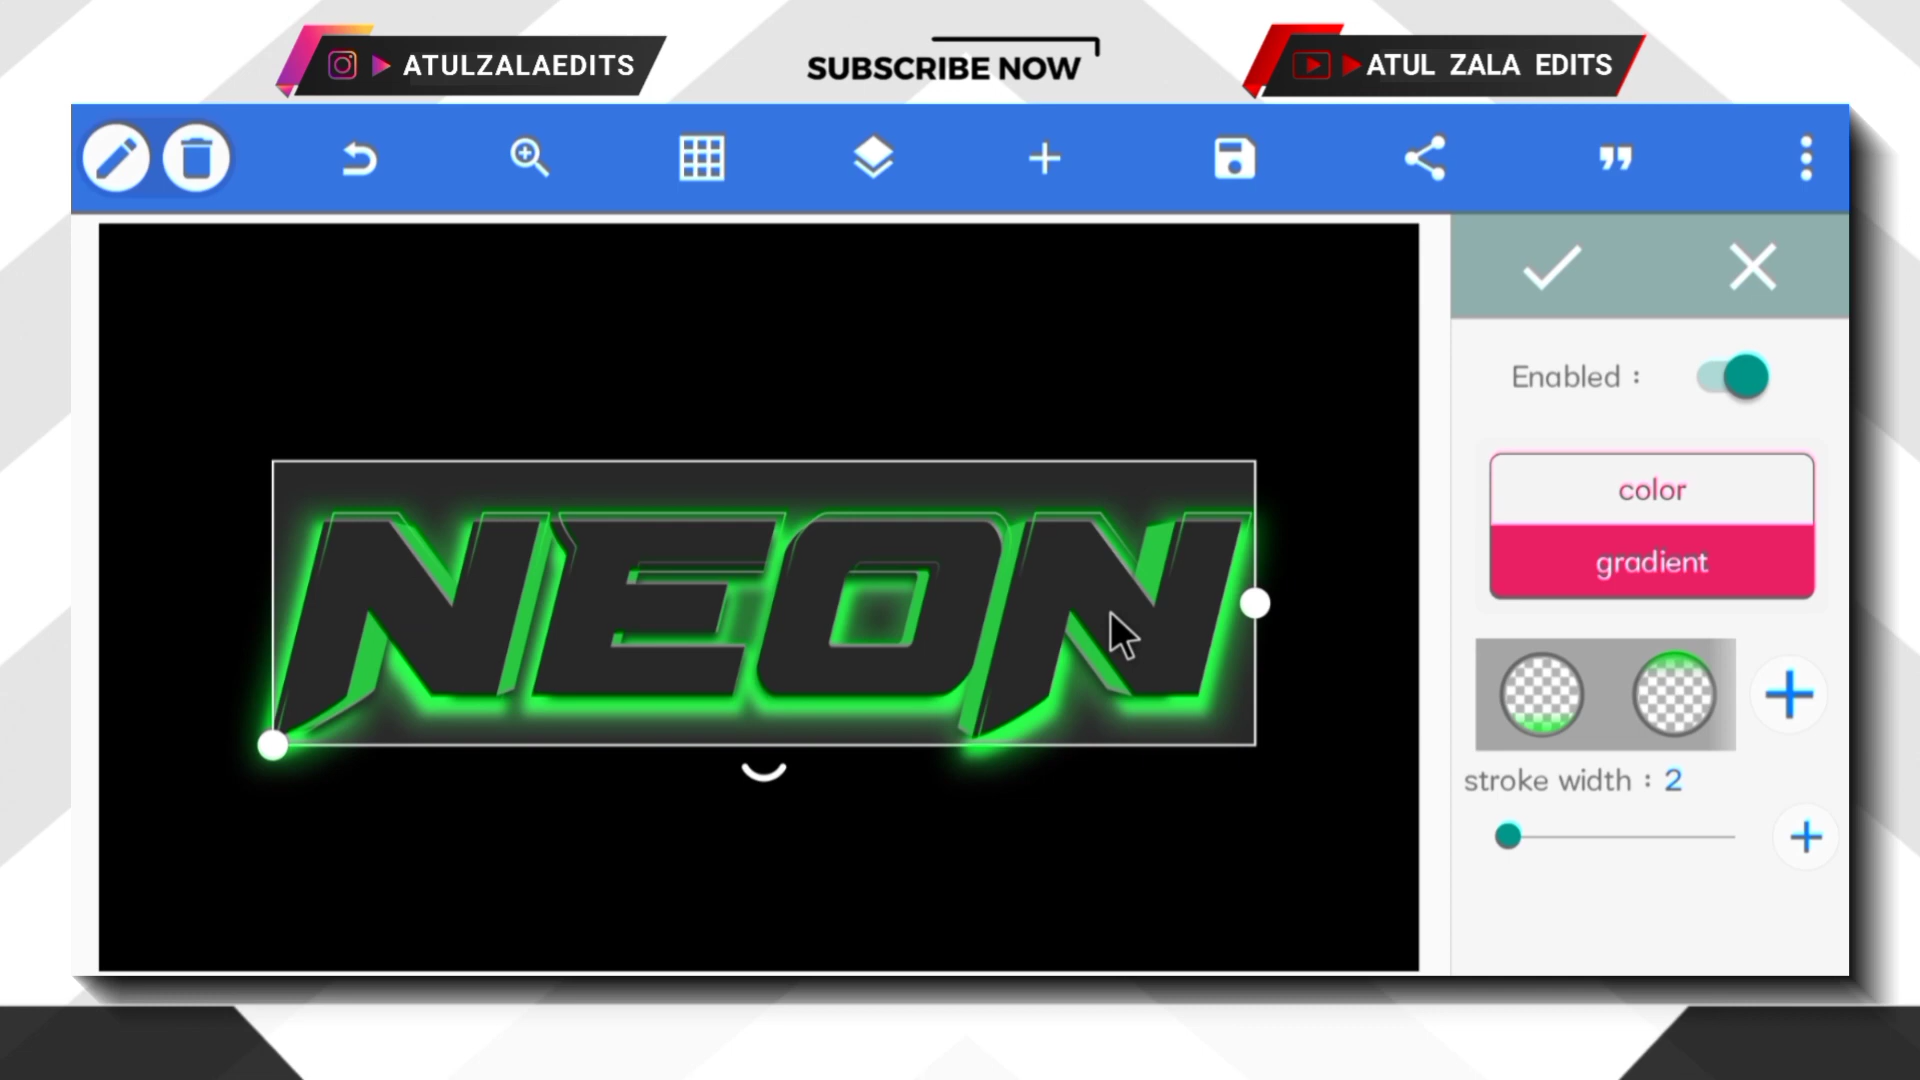 ATULZALAEDITS
SUBSCRIBE NOW
ATUL ZALA EDITS
Enabled :
color
gradient
NEON
stroke width : 2